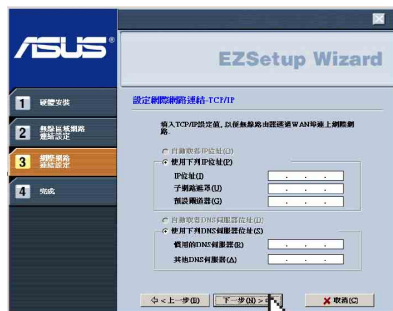 ASUS
EZSetup Wizard
1 硬體安裝
2 無線區域網路
連結設定
3 網際網路
連結設定
4 完成
設定網際網路連結-TCP/IP
填入TCP/IP設定值, 以便無線路由器透過WAN埠連上網際網
路.
自動取得IP位址(O)
使用下列IP位址(P)
IP位址(I)
子網路遮罩(U)
預設閘道器(G)
自動取得DNS伺服器位址(B)
使用下列DNS伺服器位址(S)
慣用的DNS伺服器(R)
其他DNS伺服器(A)
< 上一步(B)
下一步(N) >
取消(C)